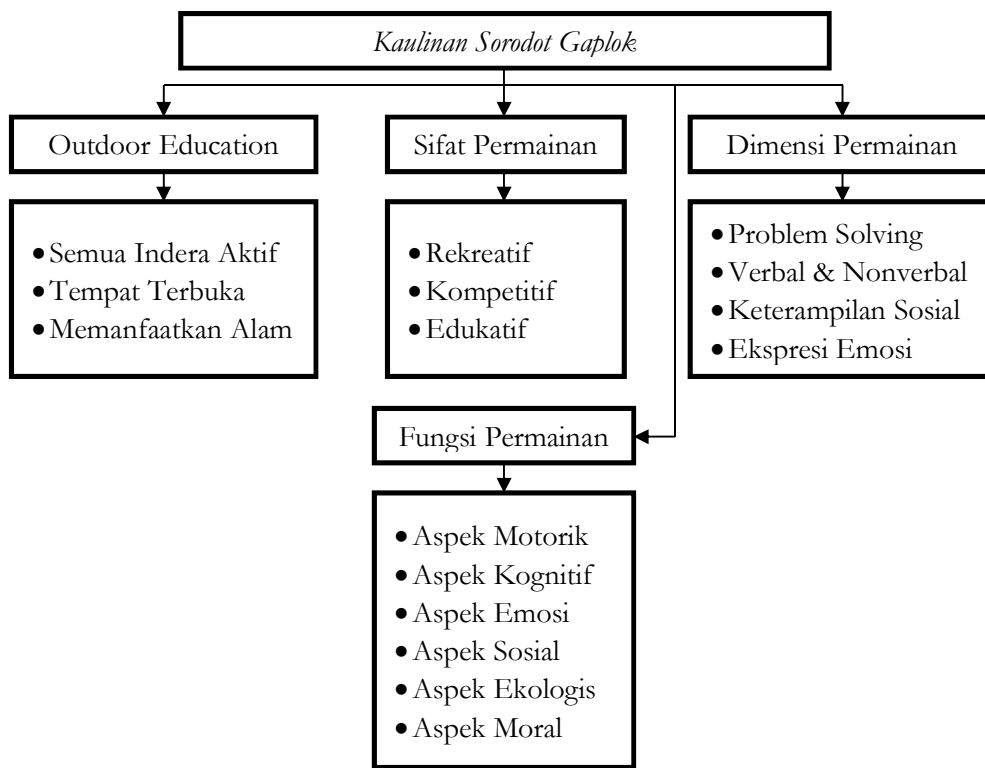 Kaulinan Sorodot Gaplok
Outdoor Education
• Semua Indera Aktif
• Tempat Terbuka
• Memanfaatkan Alam
Sifat Permainan
• Rekreatif
• Kompetitif
• Edukatif
Dimensi Permainan
• Problem Solving
• Verbal & Nonverbal
• Keterampilan Sosial
• Ekspresi Emosi
Fungsi Permainan
• Aspek Motorik
• Aspek Kognitif
• Aspek Emosi
• Aspek Sosial
• Aspek Ekologis
• Aspek Moral